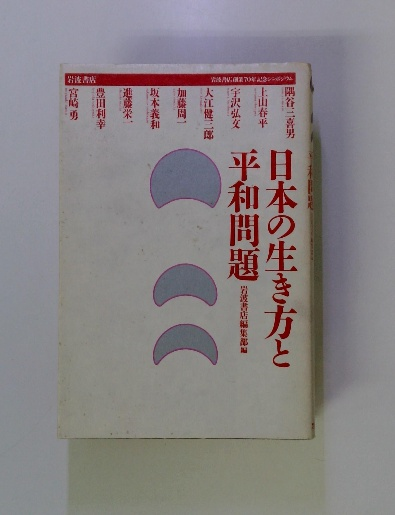 岩波書店創業70年記念シンポジウム
岩波書店
隅谷三喜男
上山春平
宇沢弘文
大江健三郎
加藤周一
坂本義和
進藤榮一
豊田利幸
宮崎勇
日本の生き方と
平和問題
岩波書店編集部編